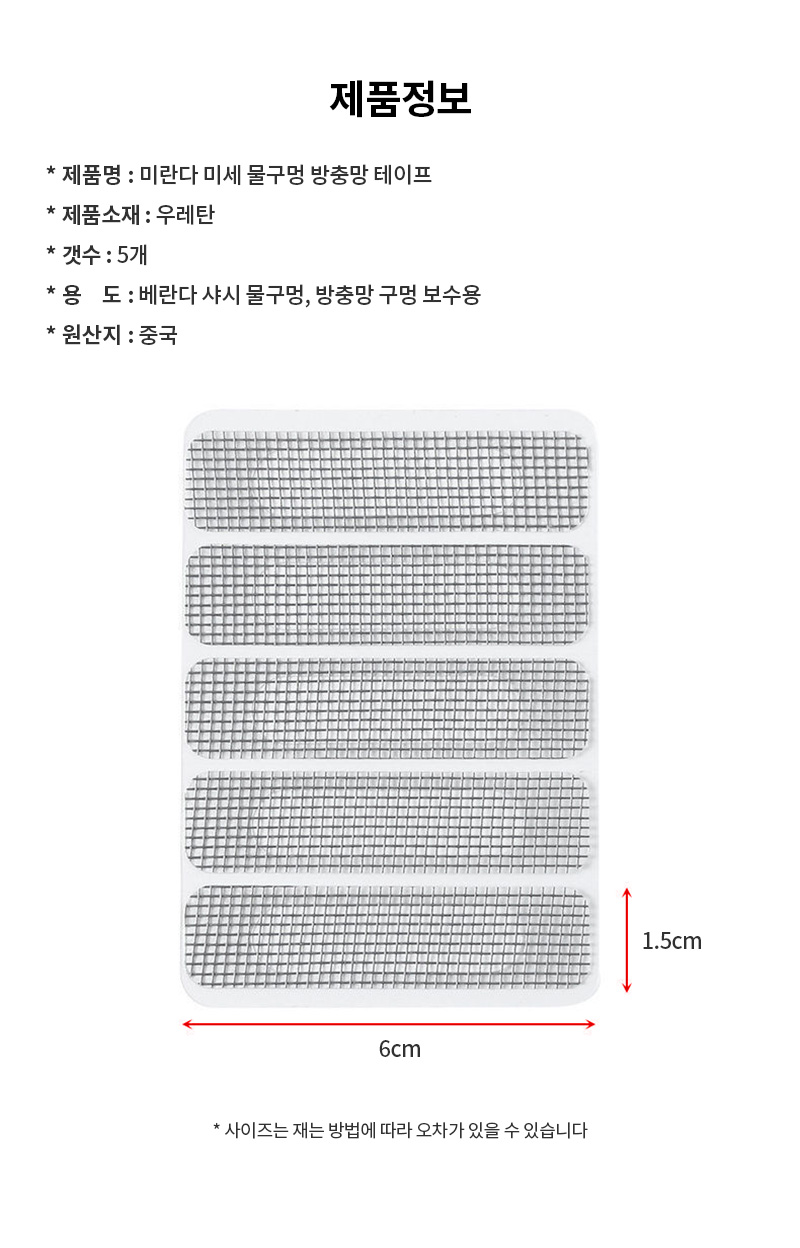 제품정보
* 제품명 : 미란다 미세 물구멍 방충망 테이프
* 제품소재 : 우레탄
* 갯수 : 5개
* 용 도 : 베란다 샤시 물구멍, 방충망 구멍 보수용
* 원산지 : 중국
1.5cm
6cm
* 사이즈는 재는 방법에 따라 오차가 있을 수 있습니다